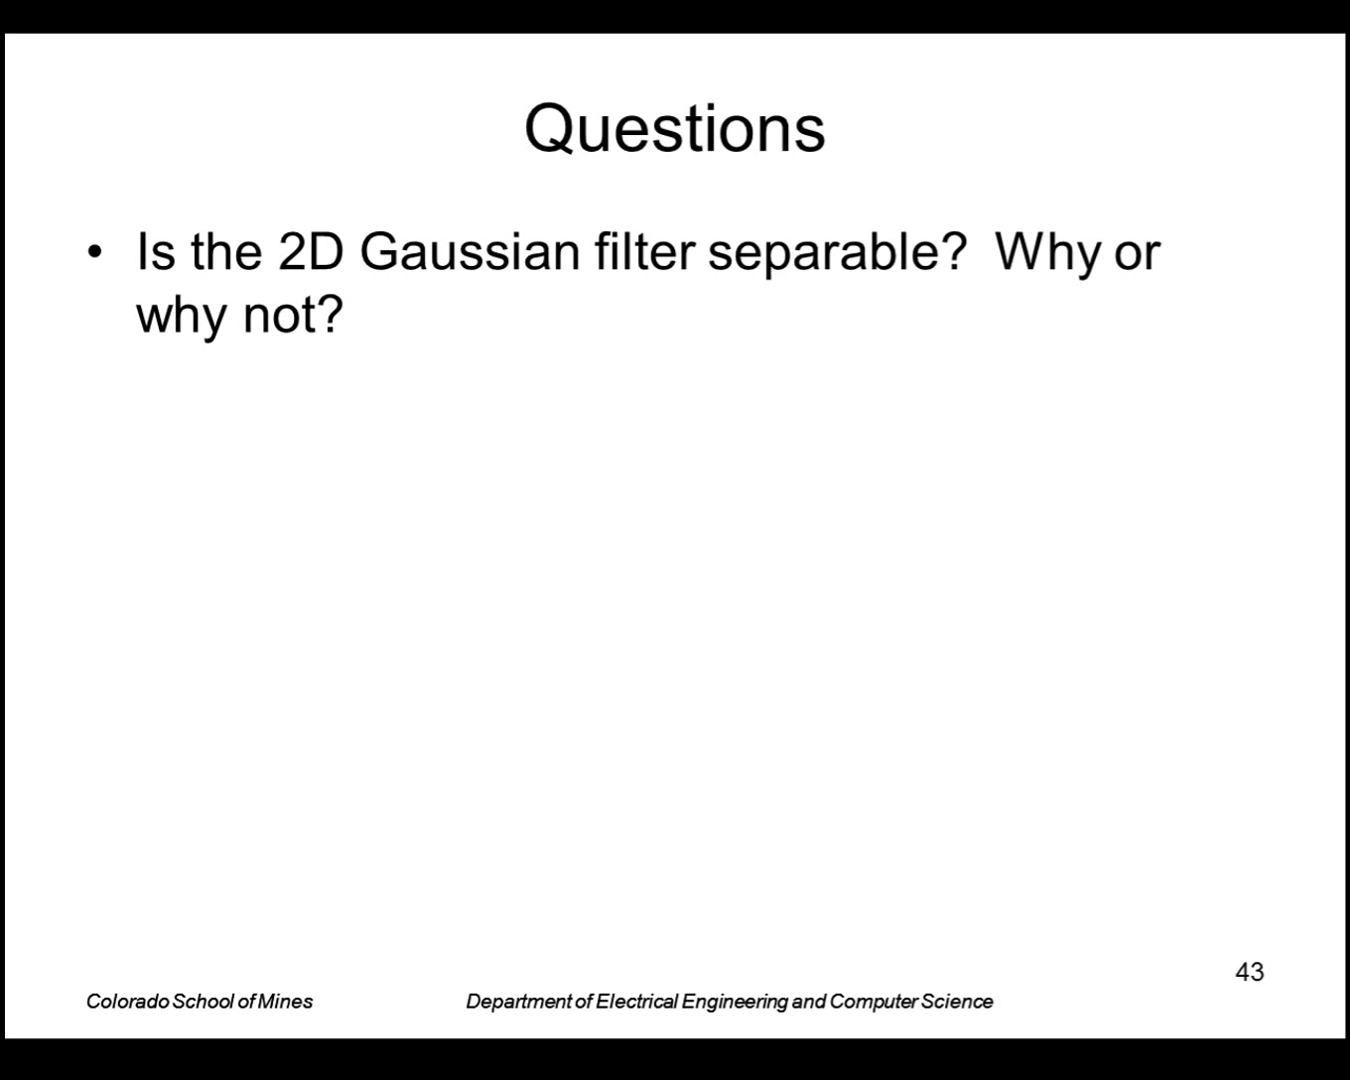 Questions
• Is the 2D Gaussian filter separable?  Why or
why not?
43
Colorado School of Mines
Department of Electrical Engineering and Computer Science